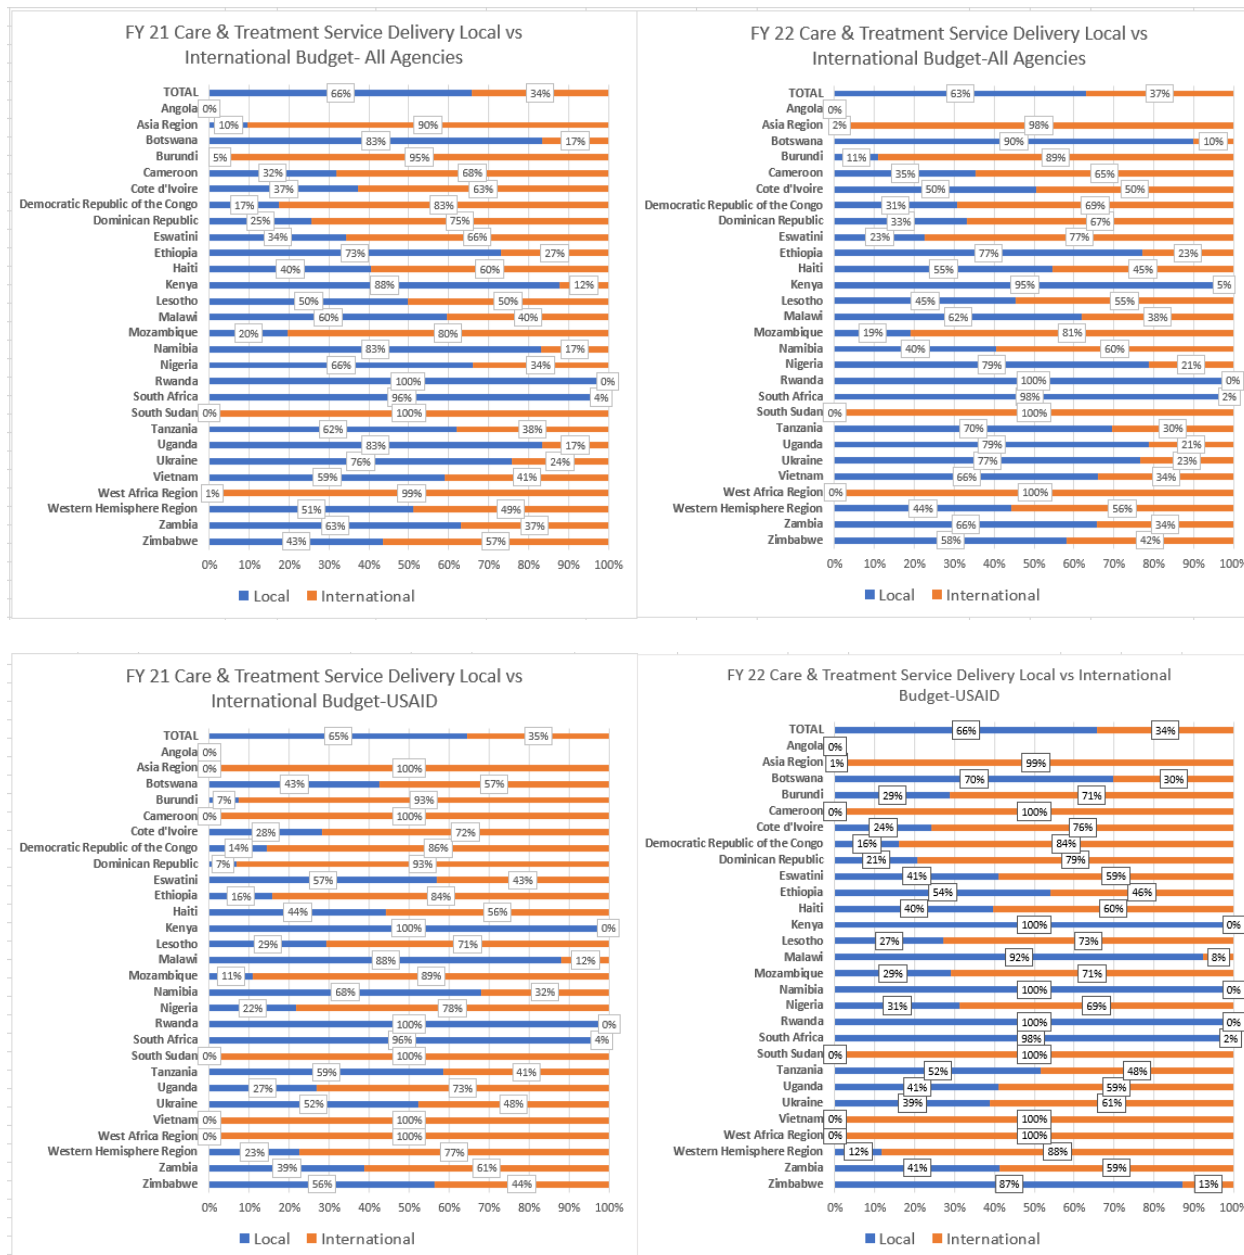 FY 21 Care & Treatment Service Delivery Local vs
International Budget- All Agencies
TOTAL 66% 34%
Angola 0%
Asia Region 10% 90%
Botswana 83% 17%
Burundi 5% 95%
Cameroon 32% 68%
Cote d'Ivoire 37% 63%
Democratic Republic of the Congo 17% 83%
Dominican Republic 25% 75%
Eswatini 34% 66%
Ethiopia 73% 27%
Haiti 40% 60%
Kenya 88% 12%
Lesotho 50% 50%
Malawi 60% 40%
Mozambique 20% 80%
Namibia 83% 17%
Nigeria 66% 34%
Rwanda 100% 0%
South Africa 96% 4%
South Sudan 0% 100%
Tanzania 62% 38%
Uganda 83% 17%
Ukraine 76% 24%
Vietnam 59% 41%
West Africa Region 1% 99%
Western Hemisphere Region 51% 49%
Zambia 63% 37%
Zimbabwe 43% 57%
0% 10% 20% 30% 40% 50% 60% 70% 80% 90% 100%
Local International
FY 22 Care & Treatment Service Delivery Local vs
International Budget-All Agencies
TOTAL 63% 37%
Angola 0%
Asia Region 2% 98%
Botswana 90% 10%
Burundi 11% 89%
Cameroon 35% 65%
Cote d'Ivoire 50% 50%
Democratic Republic of the Congo 31% 69%
Dominican Republic 33% 67%
Eswatini 23% 77%
Ethiopia 77% 23%
Haiti 55% 45%
Kenya 95% 5%
Lesotho 45% 55%
Malawi 62% 38%
Mozambique 19% 81%
Namibia 40% 60%
Nigeria 79% 21%
Rwanda 100% 0%
South Africa 98% 2%
South Sudan 0% 100%
Tanzania 70% 30%
Uganda 79% 21%
Ukraine 77% 23%
Vietnam 66% 34%
West Africa Region 0% 100%
Western Hemisphere Region 44% 56%
Zambia 66% 34%
Zimbabwe 58% 42%
0% 10% 20% 30% 40% 50% 60% 70% 80% 90% 100%
Local International
FY 21 Care & Treatment Service Delivery Local vs
International Budget-USAID
TOTAL 65% 35%
Angola 0%
Asia Region 0% 100%
Botswana 43% 57%
Burundi 7% 93%
Cameroon 0% 100%
Cote d'Ivoire 28% 72%
Democratic Republic of the Congo 14% 86%
Dominican Republic 7% 93%
Eswatini 57% 43%
Ethiopia 16% 84%
Haiti 44% 56%
Kenya 100% 0%
Lesotho 29% 71%
Malawi 88% 12%
Mozambique 11% 89%
Namibia 68% 32%
Nigeria 22% 78%
Rwanda 100% 0%
South Africa 96% 4%
South Sudan 0% 100%
Tanzania 59% 41%
Uganda 27% 73%
Ukraine 52% 48%
Vietnam 0% 100%
West Africa Region 0% 100%
Western Hemisphere Region 23% 77%
Zambia 39% 61%
Zimbabwe 56% 44%
0% 10% 20% 30% 40% 50% 60% 70% 80% 90% 100%
Local International
FY 22 Care & Treatment Service Delivery Local vs International
Budget-USAID
TOTAL 66% 34%
Angola 0%
Asia Region 1% 99%
Botswana 70% 30%
Burundi 29% 71%
Cameroon 0% 100%
Cote d'Ivoire 24% 76%
Democratic Republic of the Congo 16% 84%
Dominican Republic 21% 79%
Eswatini 41% 59%
Ethiopia 54% 46%
Haiti 40% 60%
Kenya 100% 0%
Lesotho 27% 73%
Malawi 92% 8%
Mozambique 29% 71%
Namibia 100% 0%
Nigeria 31% 69%
Rwanda 100% 0%
South Africa 98% 2%
South Sudan 0% 100%
Tanzania 52% 48%
Uganda 41% 59%
Ukraine 39% 61%
Vietnam 0% 100%
West Africa Region 0% 100%
Western Hemisphere Region 12% 88%
Zambia 41% 59%
Zimbabwe 87% 13%
0% 10% 20% 30% 40% 50% 60% 70% 80% 90% 100%
Local International